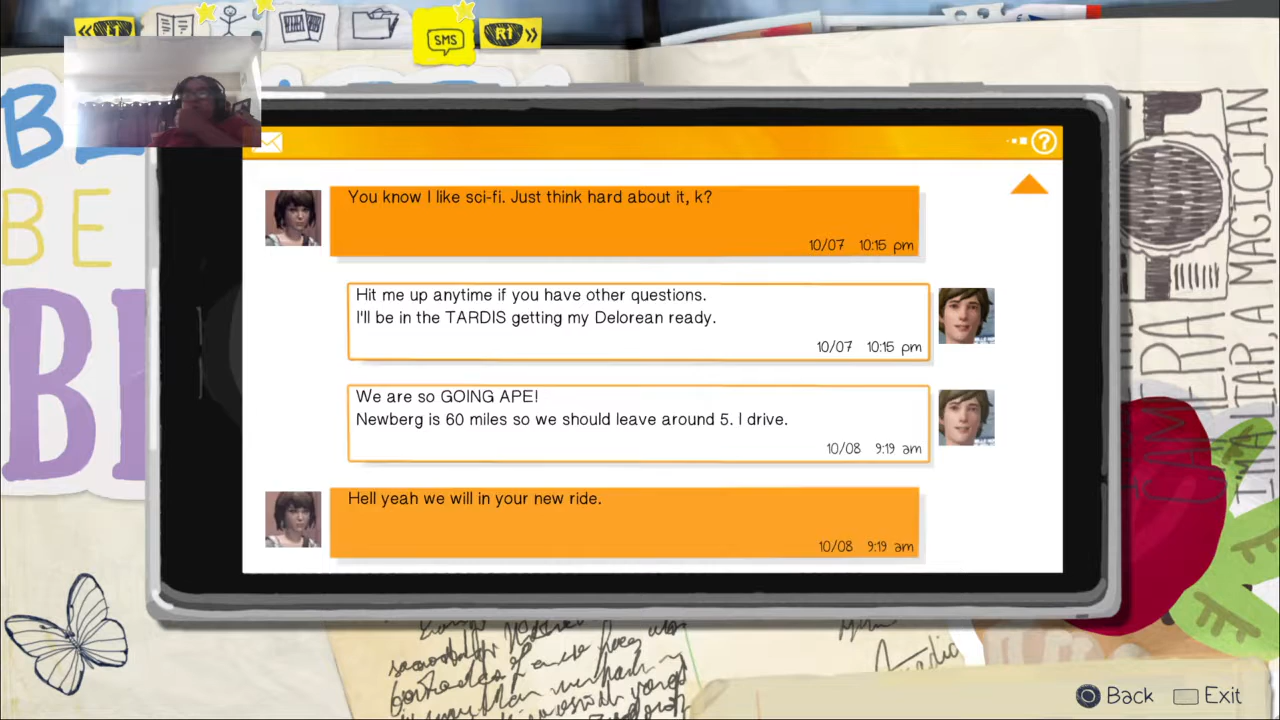 SMS
R1
You know I like sci-fi. Just think hard about it, k?
10/07 10:15 pm
Hit me up anytime if you have other questions.
I'll be in the TARDIS getting my Delorean ready.
10/07 10:15 pm
We are so GOING APE!
Newberg is 60 miles so we should leave around 5. I drive.
10/08 9:19 am
Hell yeah we will in your new ride.
10/08 9:19 am
BE
CAMERA
LIAR, A MAGICIAN
Back
Exit